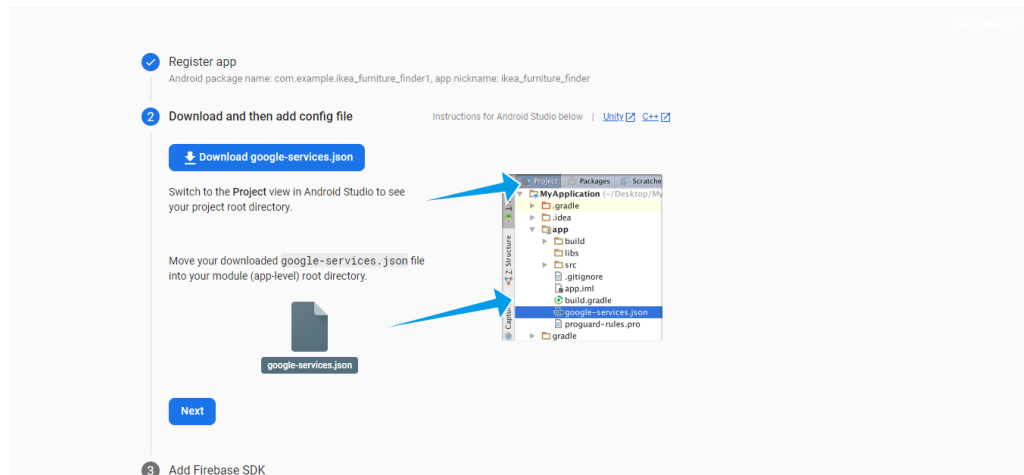 Register app
Android package name: com.example.ikea_furniture_finder1, app nickname: ikea_furniture_finder
2 Download and then add config file
Instructions for Android Studio below | Unity C++
Download google-services.json
Switch to the Project view in Android Studio to see
your project root directory.
Move your downloaded google-services.json file
into your module (app-level) root directory.
google-services.json
Project Packages Scratche
MyApplication (~/Desktop/My
.gradle
.idea
app
build
libs
src
.gitignore
app.iml
build.gradle
google-services.json
proguard-rules.pro
gradle
Z: Structure
Captu
Next
3 Add Firebase SDK